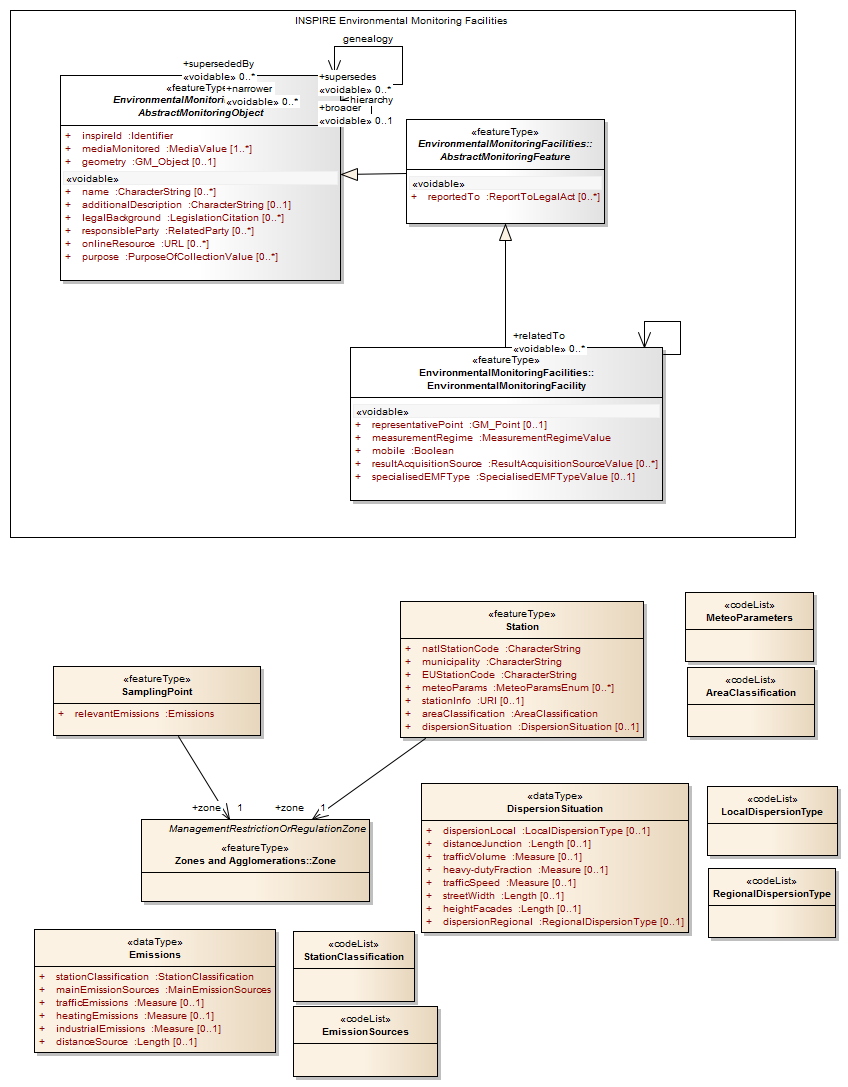 INSPIRE Environmental Monitoring Facilities
genealogy
+supersededBy
«voidable» 0..*
+supersedes
«voidable» 0..*
+narrower
«voidable» 0..*
hierarchy
+broader
«voidable» 0..1
«featureType
EnvironmentalMonitori
AbstractMonitoringObject
+ inspireId :Identifier
+ mediaMonitored :MediaValue [1..*]
+ geometry :GM_Object [0..1]
«voidable»
+ name :CharacterString [0..*]
+ additionalDescription :CharacterString [0..1]
+ legalBackground :LegislationCitation [0..*]
+ responsibleParty :RelatedParty [0..*]
+ onlineResource :URL [0..*]
+ purpose :PurposeOfCollectionValue [0..*]
«featureType»
EnvironmentalMonitoringFacilities::
AbstractMonitoringFeature
«voidable»
+ reportedTo :ReportToLegalAct [0..*]
+relatedTo
«voidable» 0..*
«featureType»
EnvironmentalMonitoringFacilities::
EnvironmentalMonitoringFacility
«voidable»
+ representativePoint :GM_Point [0..1]
+ measurementRegime :MeasurementRegimeValue
+ mobile :Boolean
+ resultAcquisitionSource :ResultAcquisitionSourceValue [0..*]
+ specialisedEMFType :SpecialisedEMFTypeValue [0..1]
«featureType»
Station
+ natlStationCode :CharacterString
+ municipality :CharacterString
+ EUStationCode :CharacterString
+ meteoParams :MeteoParamsEnum [0..*]
+ stationInfo :URI [0..1]
+ areaClassification :AreaClassification
+ dispersionSituation :DispersionSituation [0..1]
«codeList»
MeteoParameters
«codeList»
AreaClassification
«featureType»
SamplingPoint
+ relevantEmissions :Emissions
+zone 1
+zone 1
ManagementRestrictionOrRegulationZone
«featureType»
Zones and Agglomerations::Zone
«dataType»
DispersionSituation
+ dispersionLocal :LocalDispersionType [0..1]
+ distanceJunction :Length [0..1]
+ trafficVolume :Measure [0..1]
+ heavy-dutyFraction :Measure [0..1]
+ trafficSpeed :Measure [0..1]
+ streetWidth :Length [0..1]
+ heightFacades :Length [0..1]
+ dispersionRegional :RegionalDispersionType [0..1]
«codeList»
LocalDispersionType
«codeList»
RegionalDispersionType
«dataType»
Emissions
+ stationClassification :StationClassification
+ mainEmissionSources :MainEmissionSources
+ trafficEmissions :Measure [0..1]
+ heatingEmissions :Measure [0..1]
+ industrialEmissions :Measure [0..1]
+ distanceSource :Length [0..1]
«codeList»
StationClassification
«codeList»
EmissionSources